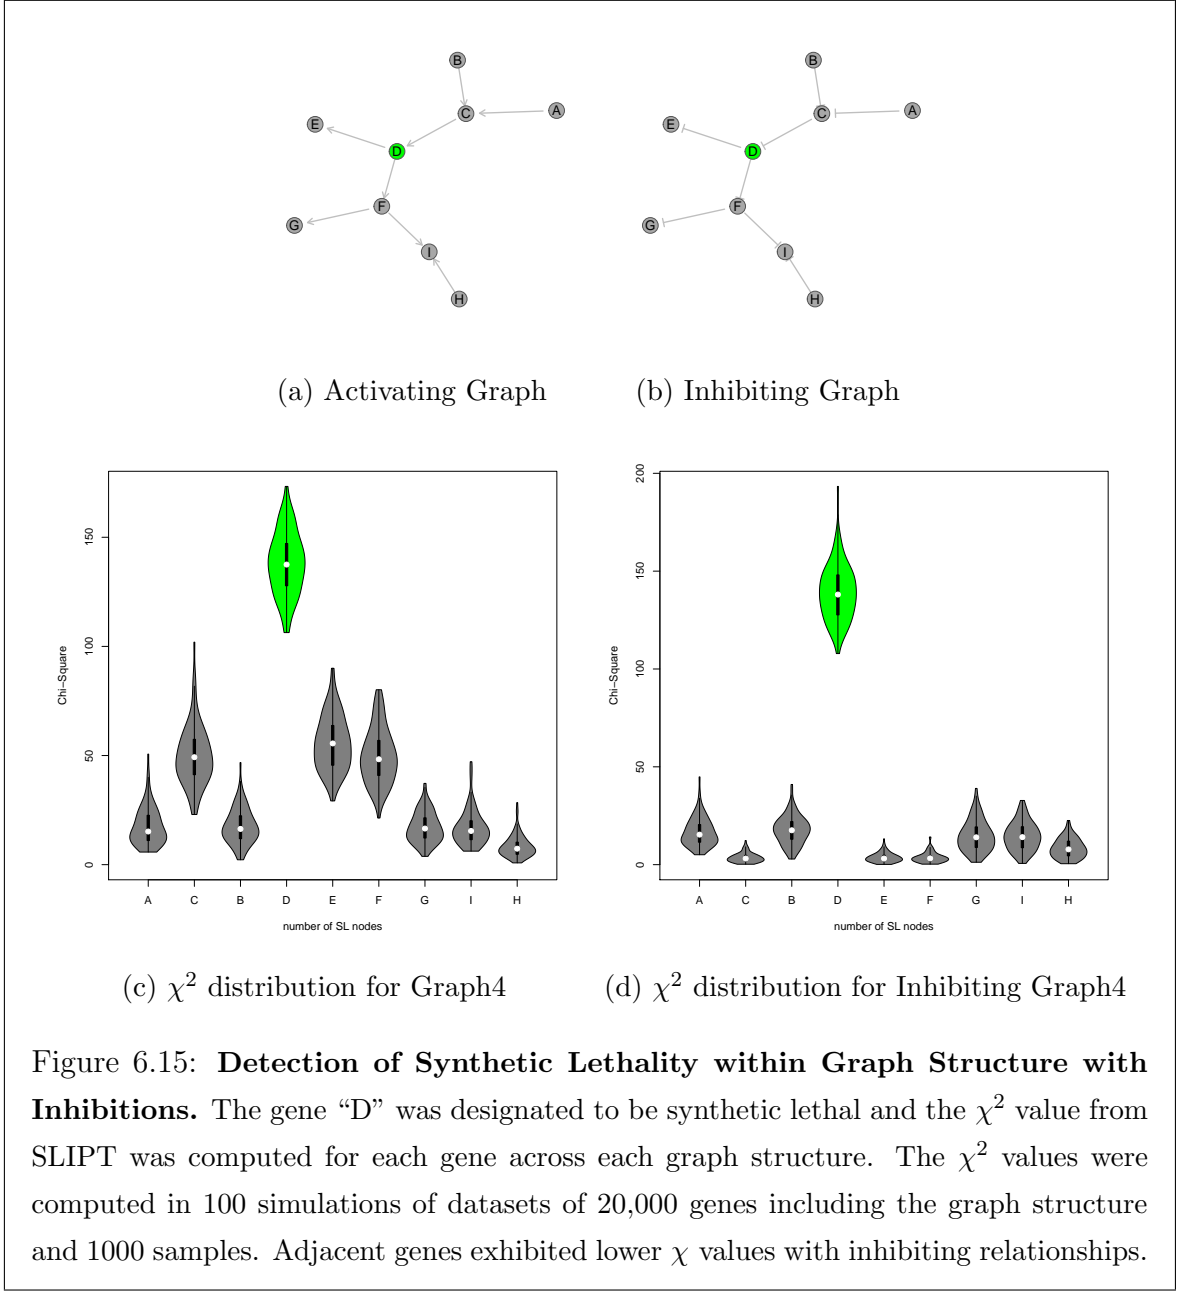 B
B
C
A
C
A
E
E
D
D
F
F
G
G
I
I
H
H
(a) Activating Graph
(b) Inhibiting Graph
Chi−Square
0
50
100
150
A C B D E F G I H
number of SL nodes
Chi−Square
0
50
100
150
200
A C B D E F G I H
number of SL nodes
(c) χ² distribution for Graph4
(d) χ² distribution for Inhibiting Graph4
Figure 6.15: Detection of Synthetic Lethality within Graph Structure with
Inhibitions. The gene “D” was designated to be synthetic lethal and the χ² value from
SLIPT was computed for each gene across each graph structure. The χ² values were
computed in 100 simulations of datasets of 20,000 genes including the graph structure
and 1000 samples. Adjacent genes exhibited lower χ values with inhibiting relationships.